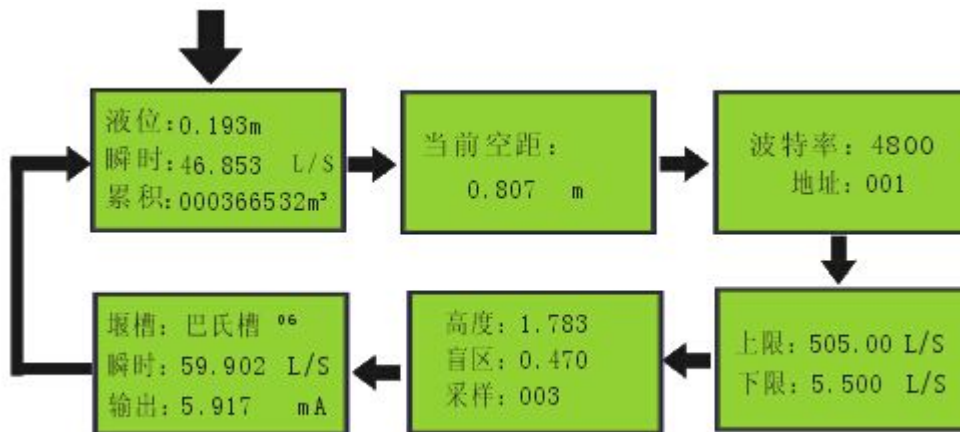 液位:0.193m
瞬时:46.853 L/S
累积:000366532m³
当前空距:
0.807 m
波特率: 4800
地址: 001
上限: 505.00 L/S
下限: 5.500 L/S
高度: 1.783
盲区: 0.470
采样: 003
堰槽: 巴氏槽 06
瞬时: 59.902 L/S
输出: 5.917 mA